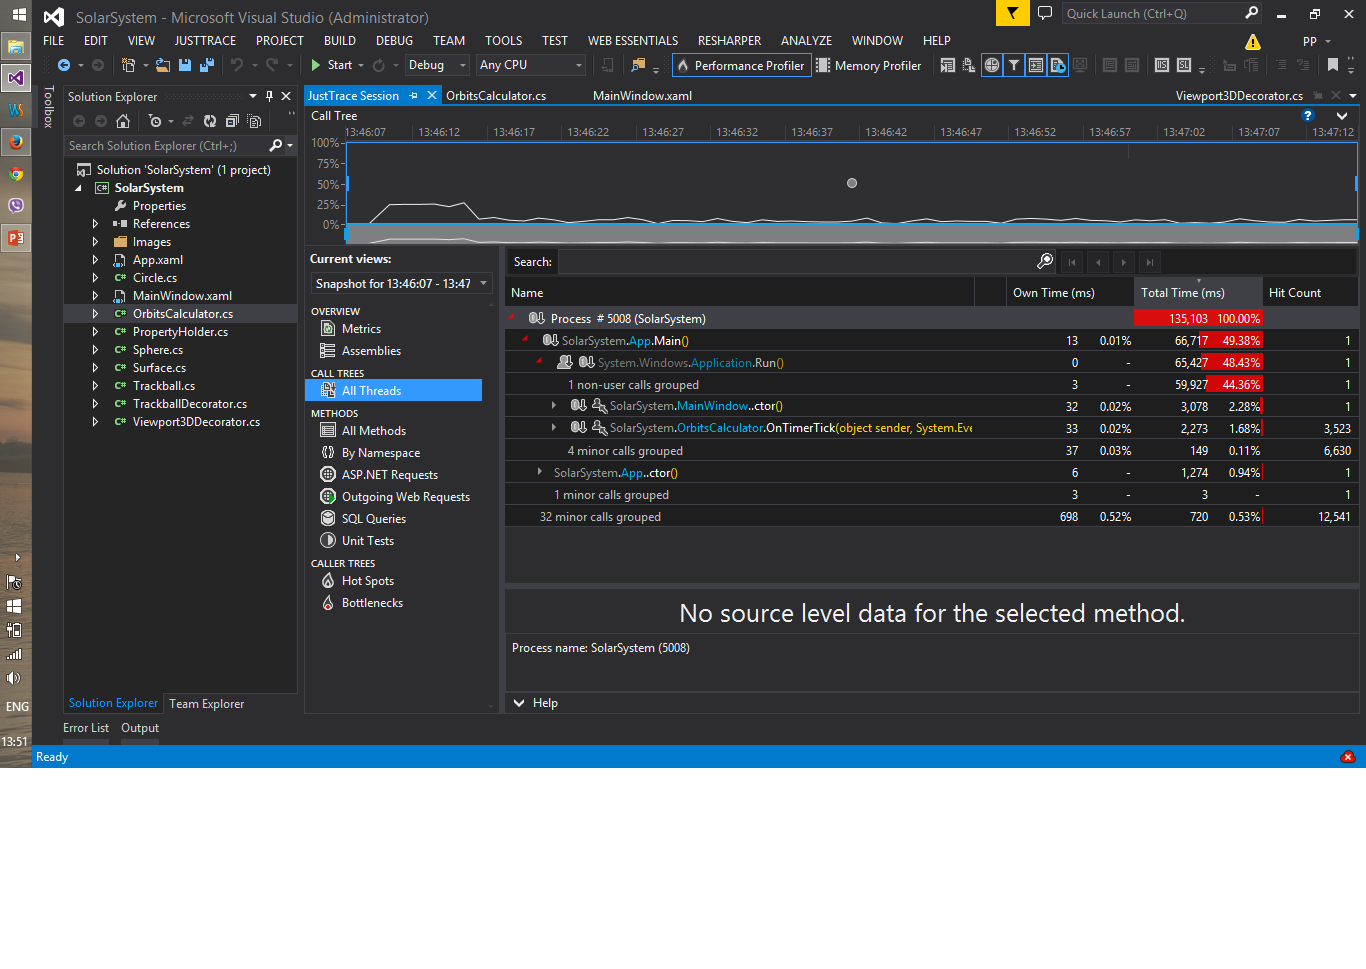 SolarSystem - Microsoft Visual Studio (Administrator)
Quick Launch (Ctrl+Q)
FILE EDIT VIEW JUSTTRACE PROJECT BUILD DEBUG TEAM TOOLS TEST WEB ESSENTIALS RESHARPER ANALYZE WINDOW HELP PP
Start Debug Any CPU Performance Profiler Memory Profiler
Toolbox
Solution Explorer
Search Solution Explorer (Ctrl+;)
Solution 'SolarSystem' (1 project)
C# SolarSystem
Properties
References
Images
App.xaml
C# Circle.cs
MainWindow.xaml
C# OrbitsCalculator.cs
C# PropertyHolder.cs
C# Sphere.cs
C# Surface.cs
C# Trackball.cs
C# TrackballDecorator.cs
C# Viewport3DDecorator.cs
Solution Explorer Team Explorer
JustTrace Session OrbitsCalculator.cs MainWindow.xaml Viewport3DDecorator.cs
Call Tree
13:46:07 13:46:12 13:46:17 13:46:22 13:46:27 13:46:32 13:46:37 13:46:42 13:46:47 13:46:52 13:46:57 13:47:02 13:47:07 13:47:12
100%
75%
50%
25%
0%
Current views:
Snapshot for 13:46:07 - 13:47
OVERVIEW
Metrics
Assemblies
CALL TREES
All Threads
METHODS
All Methods
By Namespace
ASP.NET Requests
Outgoing Web Requests
SQL Queries
Unit Tests
CALLER TREES
Hot Spots
Bottlenecks
Search:
Name Own Time (ms) Total Time (ms) Hit Count
Process # 5008 (SolarSystem) 135,103 100.00%
SolarSystem.App.Main() 13 0.01% 66,717 49.38% 1
System.Windows.Application.Run() 0 - 65,427 48.43% 1
1 non-user calls grouped 3 - 59,927 44.36% 1
SolarSystem.MainWindow..ctor() 32 0.02% 3,078 2.28% 1
SolarSystem.OrbitsCalculator.OnTimerTick(object sender, System.Eve 33 0.02% 2,273 1.68% 3,523
4 minor calls grouped 37 0.03% 149 0.11% 6,630
SolarSystem.App..ctor() 6 - 1,274 0.94% 1
1 minor calls grouped 3 - 3 - 1
32 minor calls grouped 698 0.52% 720 0.53% 12,541
No source level data for the selected method.
Process name: SolarSystem (5008)
Help
Error List Output
Ready
ENG
13:51